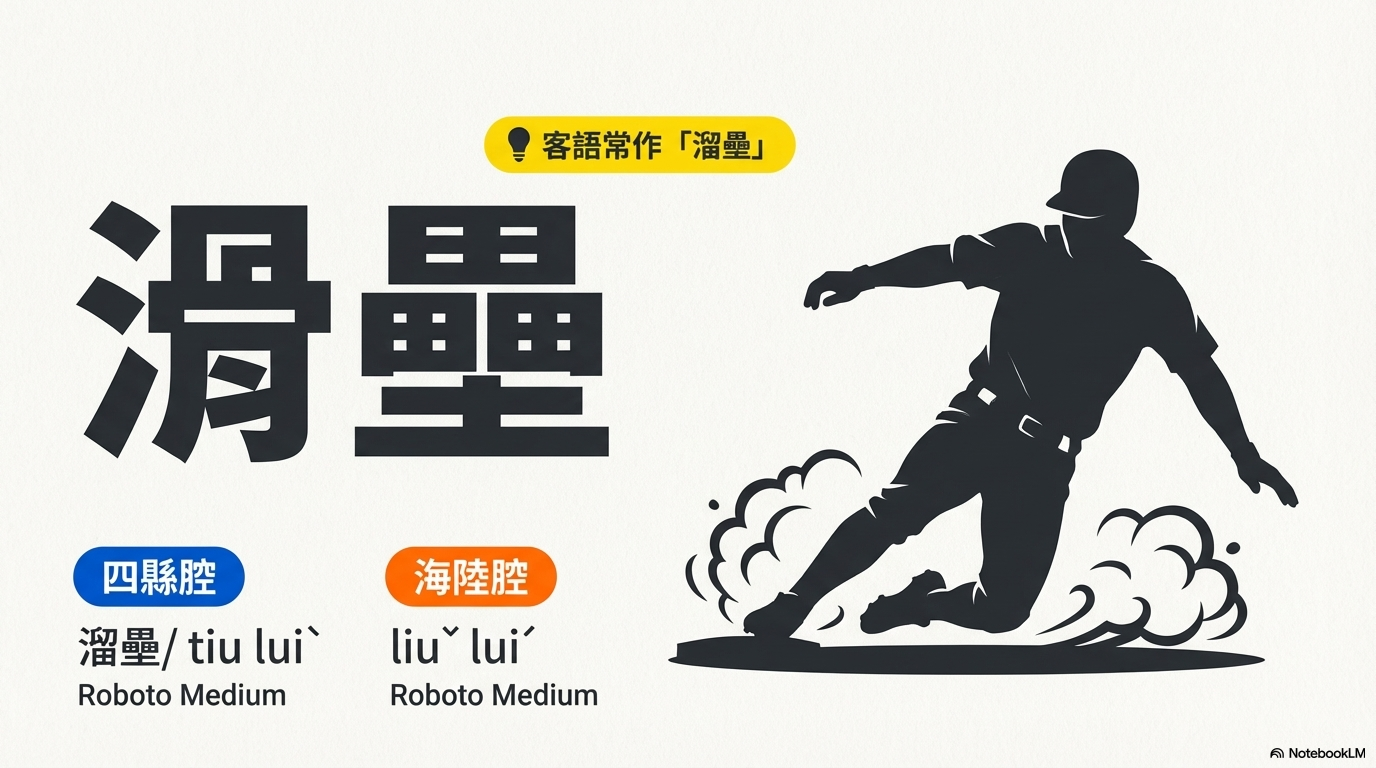 客語常作「溜壘」
滑壘
四縣腔
溜壘/ tiu luiˋ
Roboto Medium
海陸腔
liuˇ luiˊ
Roboto Medium
NotebookLM